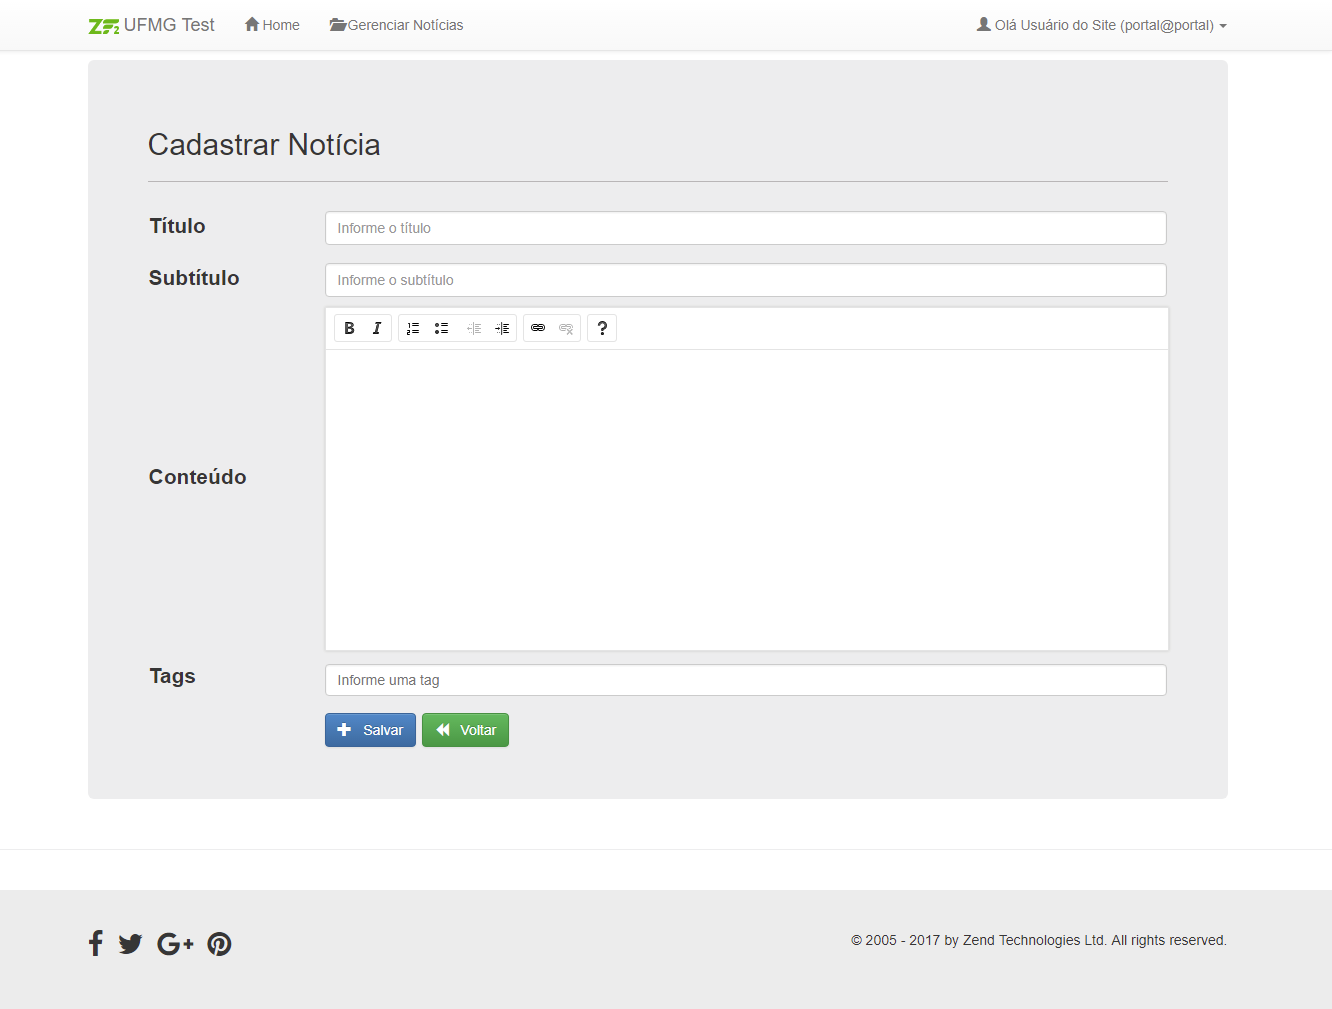 ZF2 UFMG Test Home Gerenciar Notícias Olá Usuário do Site (portal@portal)
Cadastrar Notícia
Título Informe o título
Subtítulo Informe o subtítulo
B I ?
Conteúdo
Tags Informe uma tag
Salvar Voltar
© 2005 - 2017 by Zend Technologies Ltd. All rights reserved.